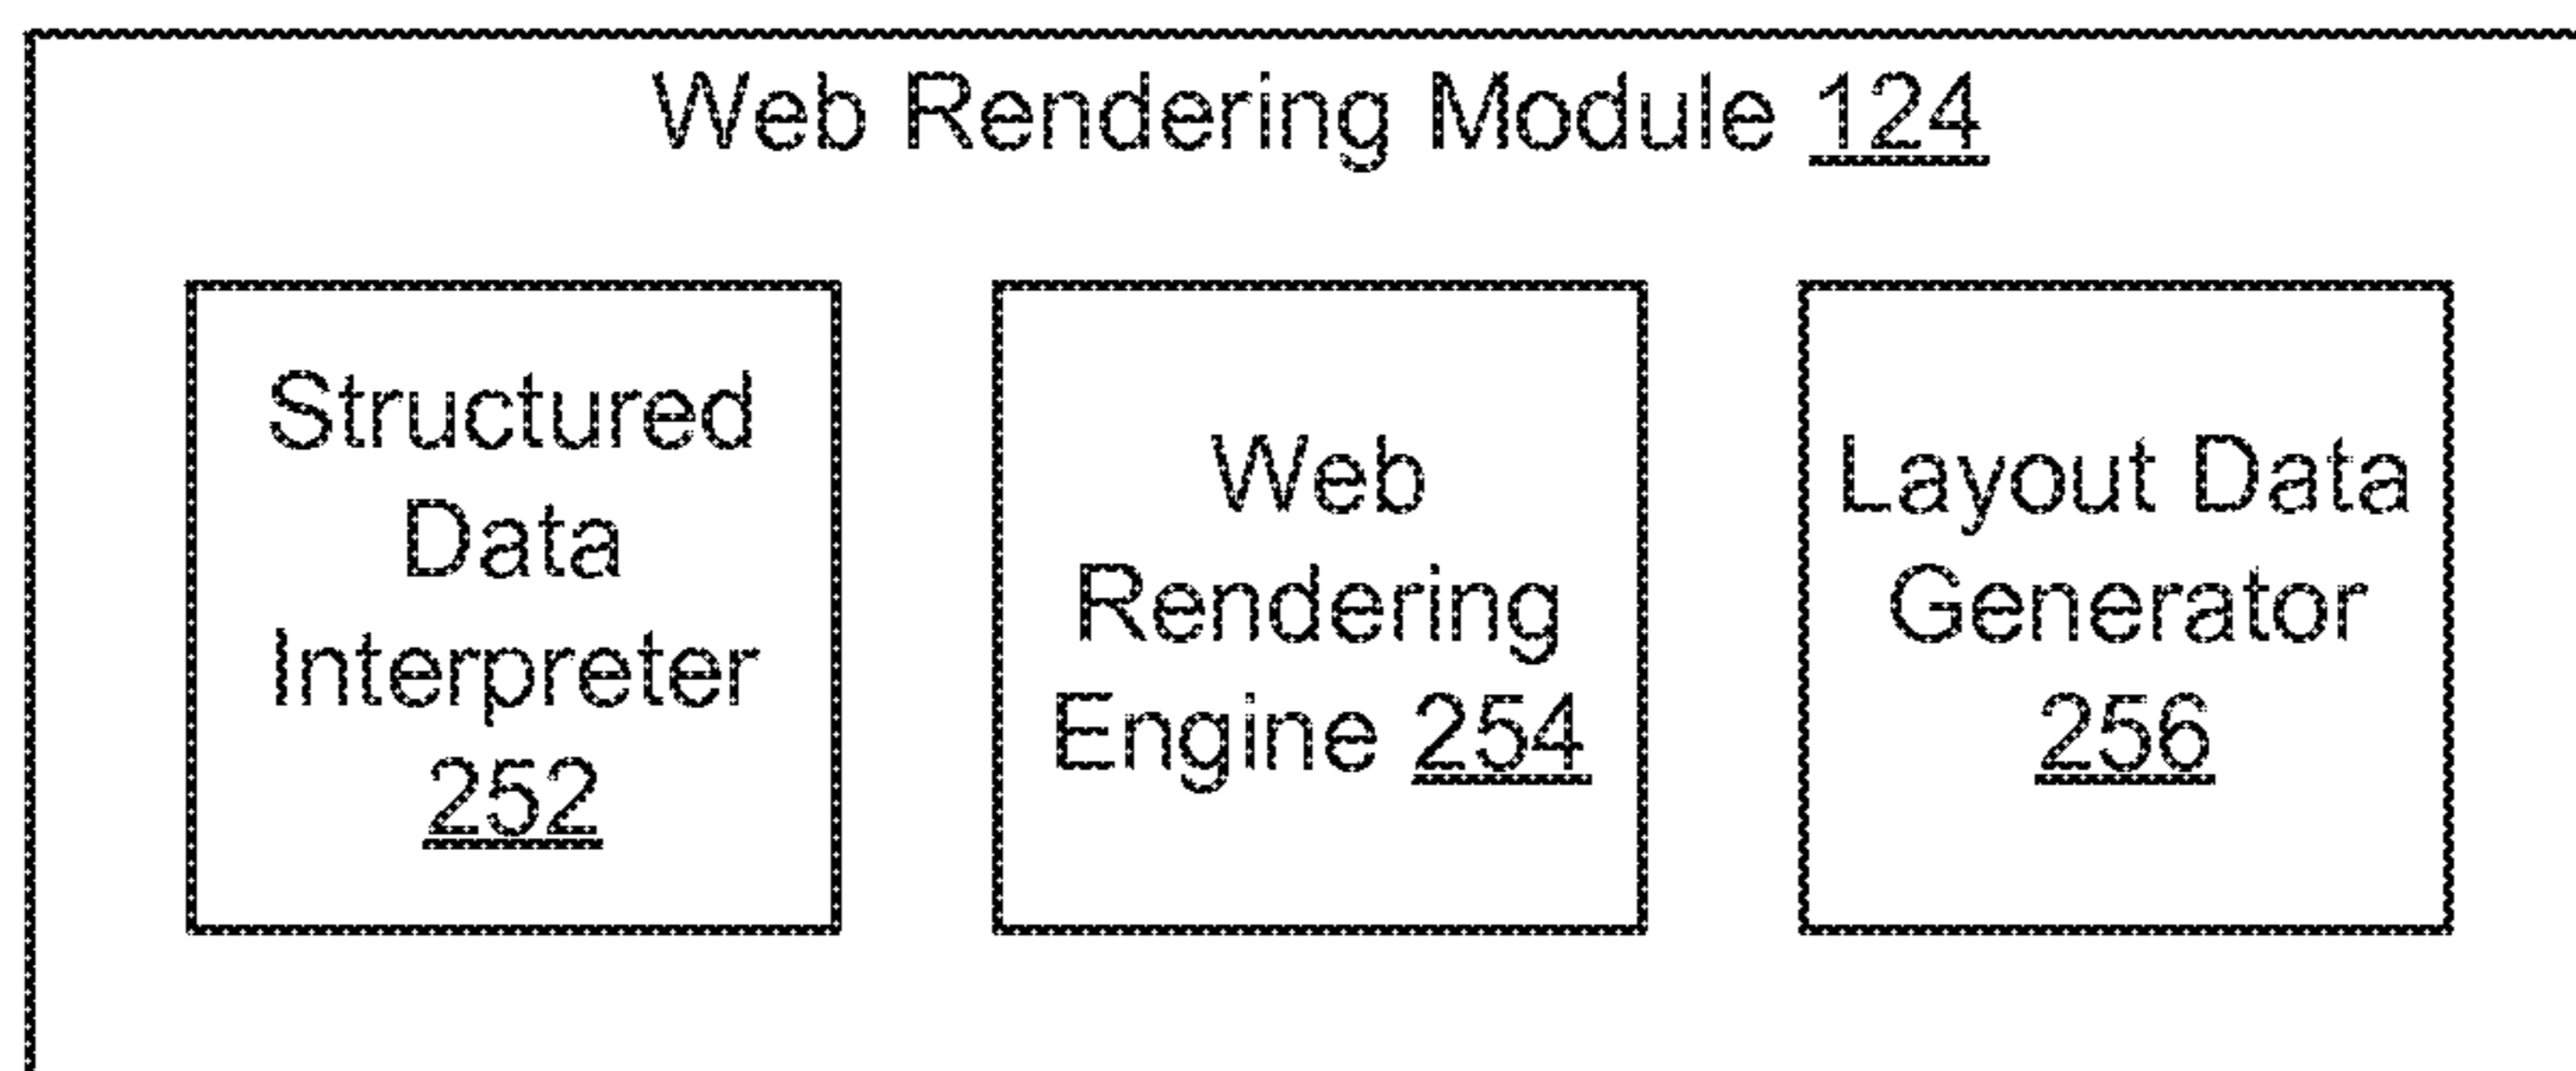 Web Rendering Module 124
Structured
Data
Interpreter
252
Web
Rendering
Engine 254
Layout Data
Generator
256